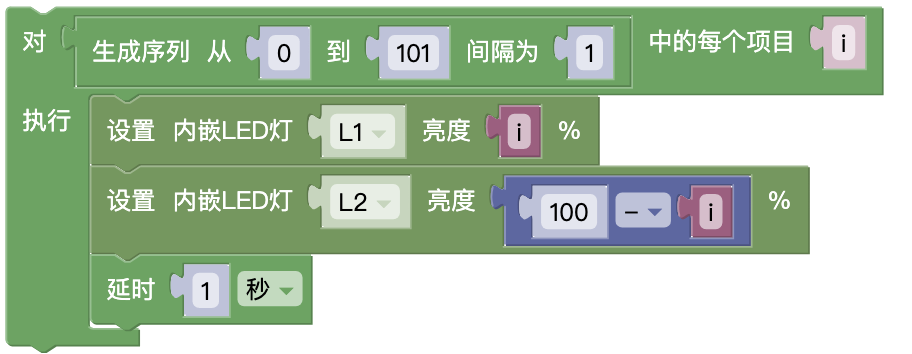 对 生成序列 从 0 到 101 间隔为 1 中的每个项目 i
执行
设置 内嵌LED灯 L1 亮度 i %
设置 内嵌LED灯 L2 亮度 100 - i %
延时 1 秒